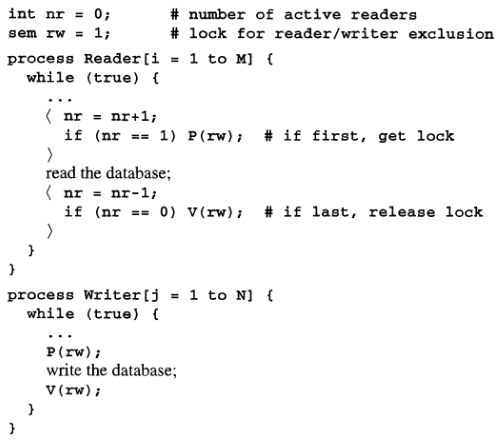 int nr = 0;       # number of active readers
sem rw = 1;       # lock for reader/writer exclusion
process Reader[i = 1 to M] {
  while (true) {
    ...
    ⟨ nr = nr+1;
      if (nr == 1) P(rw);  # if first, get lock
    ⟩
    read the database;
    ⟨ nr = nr-1;
      if (nr == 0) V(rw);  # if last, release lock
    ⟩
  }
}
process Writer[j = 1 to N] {
  while (true) {
    ...
    P(rw);
    write the database;
    V(rw);
  }
}